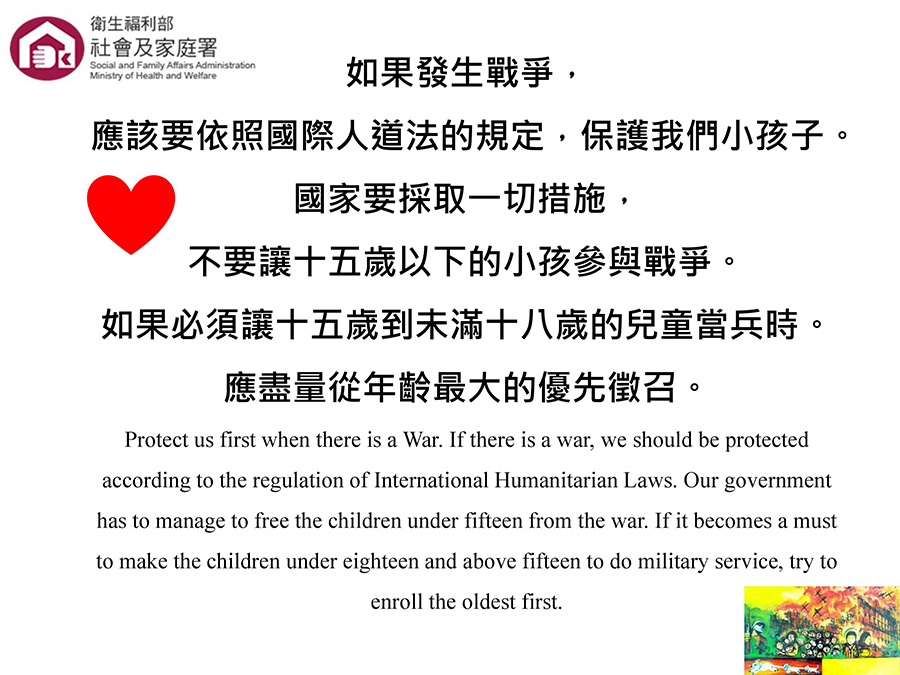 衛生福利部
社會及家庭署
Social and Family Affairs Administration
Ministry of Health and Welfare
如果發生戰爭，
應該要依照國際人道法的規定，保護我們小孩子。
國家要採取一切措施，
不要讓十五歲以下的小孩參與戰爭。
如果必須讓十五歲到未滿十八歲的兒童當兵時。
應盡量從年齡最大的優先徵召。
Protect us first when there is a War. If there is a war, we should be protected
according to the regulation of International Humanitarian Laws. Our government
has to manage to free the children under fifteen from the war. If it becomes a must
to make the children under eighteen and above fifteen to do military service, try to
enroll the oldest first.